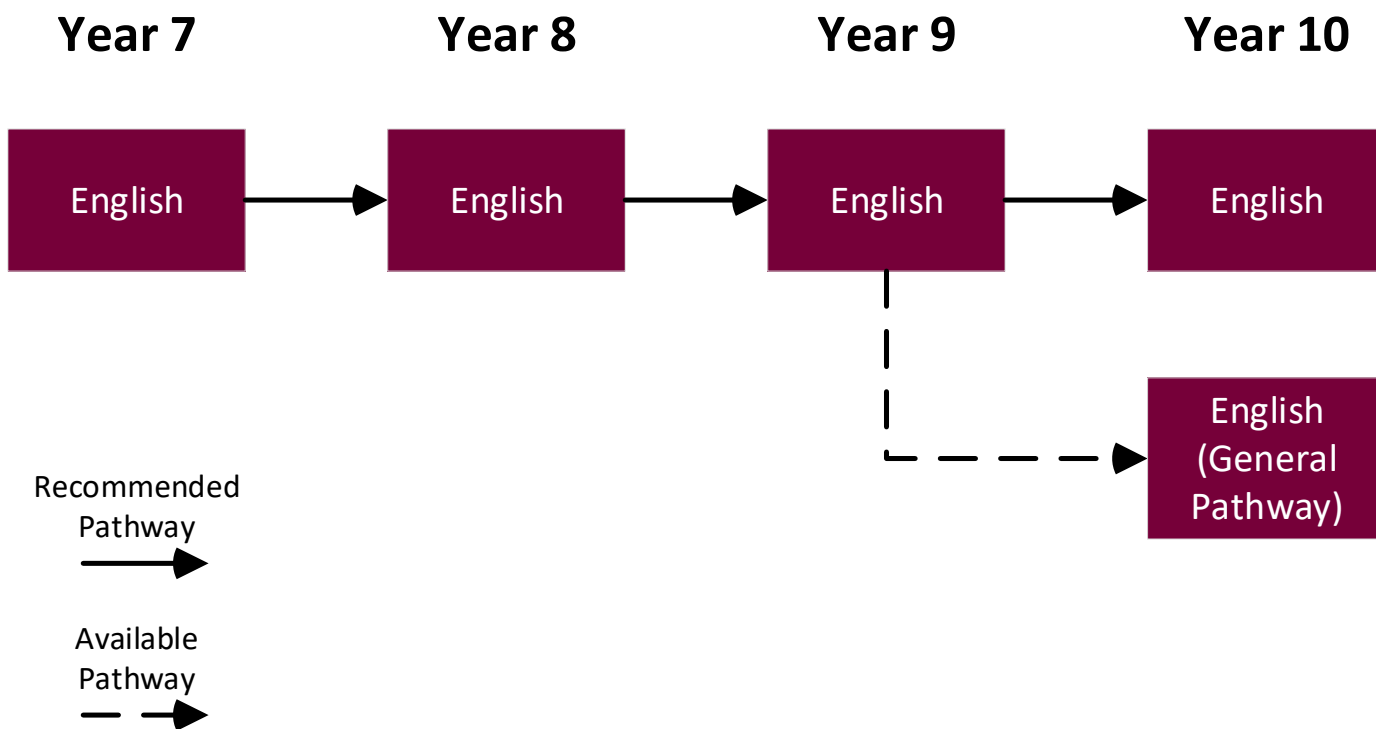 Year 7 Year 8 Year 9 Year 10
English English English English
English
(General
Pathway)
Recommended
Pathway
Available
Pathway